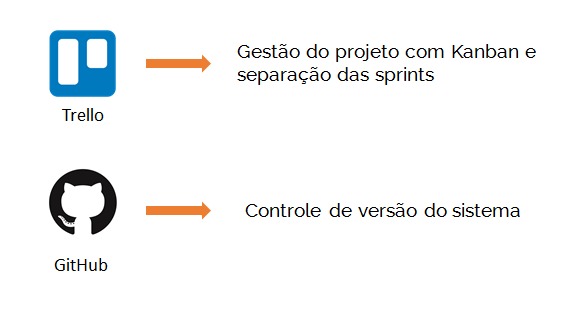 Gestão do projeto com Kanban e
separação das sprints
Trello
Controle de versão do sistema
GitHub